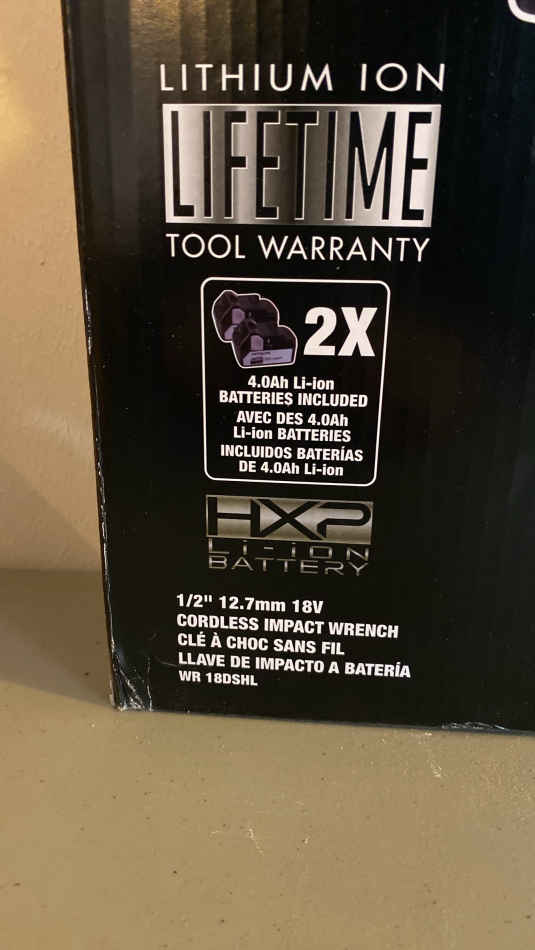 LITHIUM ION
LIFETIME
TOOL WARRANTY
2X
4.0Ah Li-ion
BATTERIES INCLUDED
AVEC DES 4.0Ah
Li-ion BATTERIES
INCLUIDOS BATERÍAS
DE 4.0Ah Li-ion
HXP
Li-iON
BATTERY
1/2" 12.7mm 18V
CORDLESS IMPACT WRENCH
CLÉ À CHOC SANS FIL
LLAVE DE IMPACTO A BATERÍA
WR 18DSHL